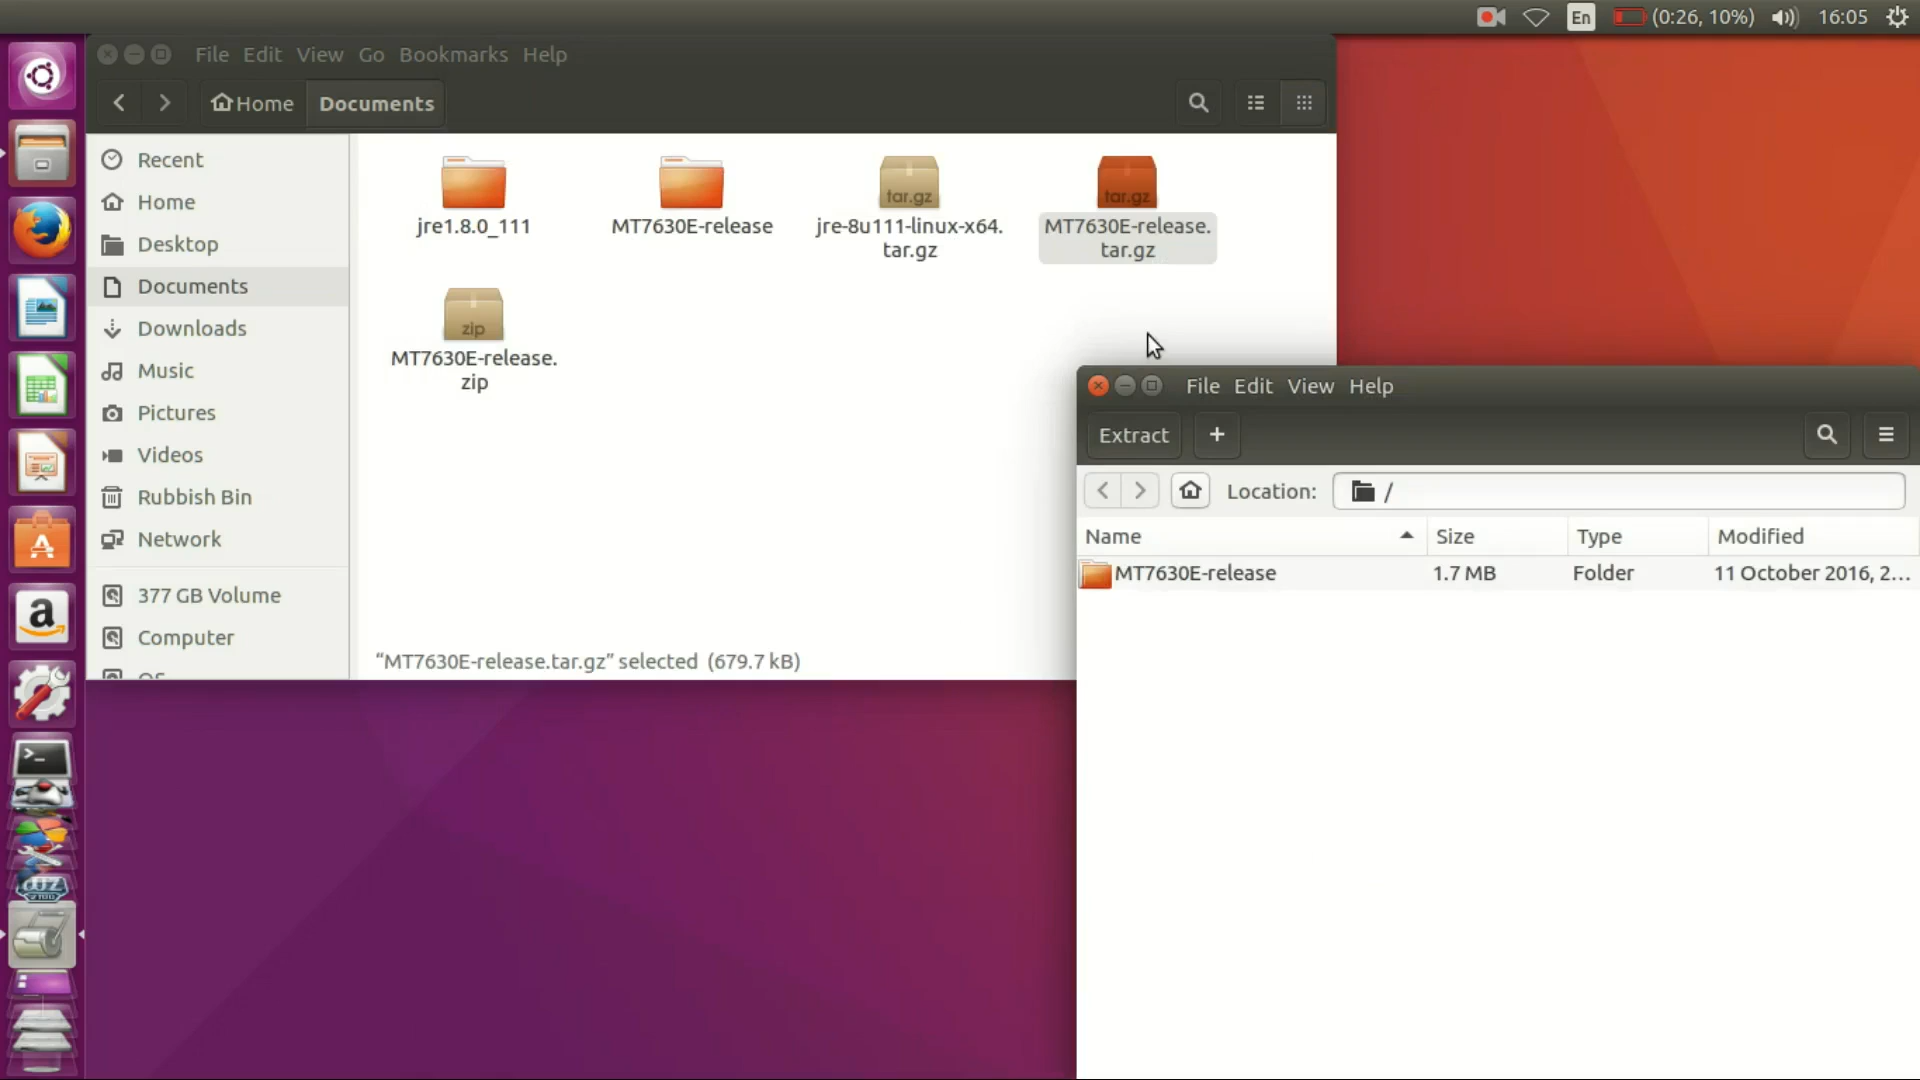 En (0:26, 10%) 16:05
File Edit View Go Bookmarks Help
Home Documents
Recent
Home
Desktop
Documents
Downloads
Music
Pictures
Videos
Rubbish Bin
Network
377 GB Volume
Computer
jre1.8.0_111
MT7630E-release
tar.gz
jre-8u111-linux-x64.
tar.gz
tar.gz
MT7630E-release.
tar.gz
zip
MT7630E-release.
zip
“MT7630E-release.tar.gz” selected (679.7 kB)
File Edit View Help
Extract +
Location: /
Name Size Type Modified
MT7630E-release 1.7 MB Folder 11 October 2016, 2...